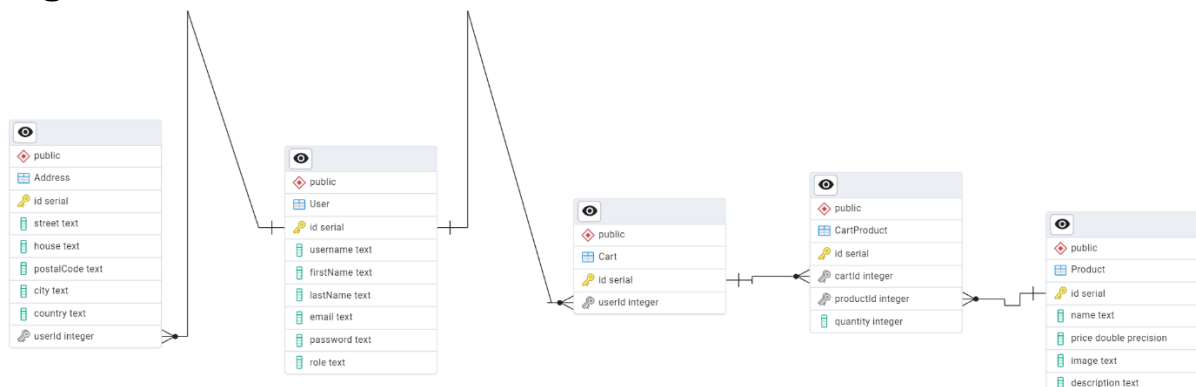 public
Address
id serial
street text
house text
postalCode text
city text
country text
userId integer
public
User
id serial
username text
firstName text
lastName text
email text
password text
role text
public
Cart
id serial
userId integer
public
CartProduct
id serial
cartId integer
productId integer
quantity integer
public
Product
id serial
name text
price double precision
image text
description text